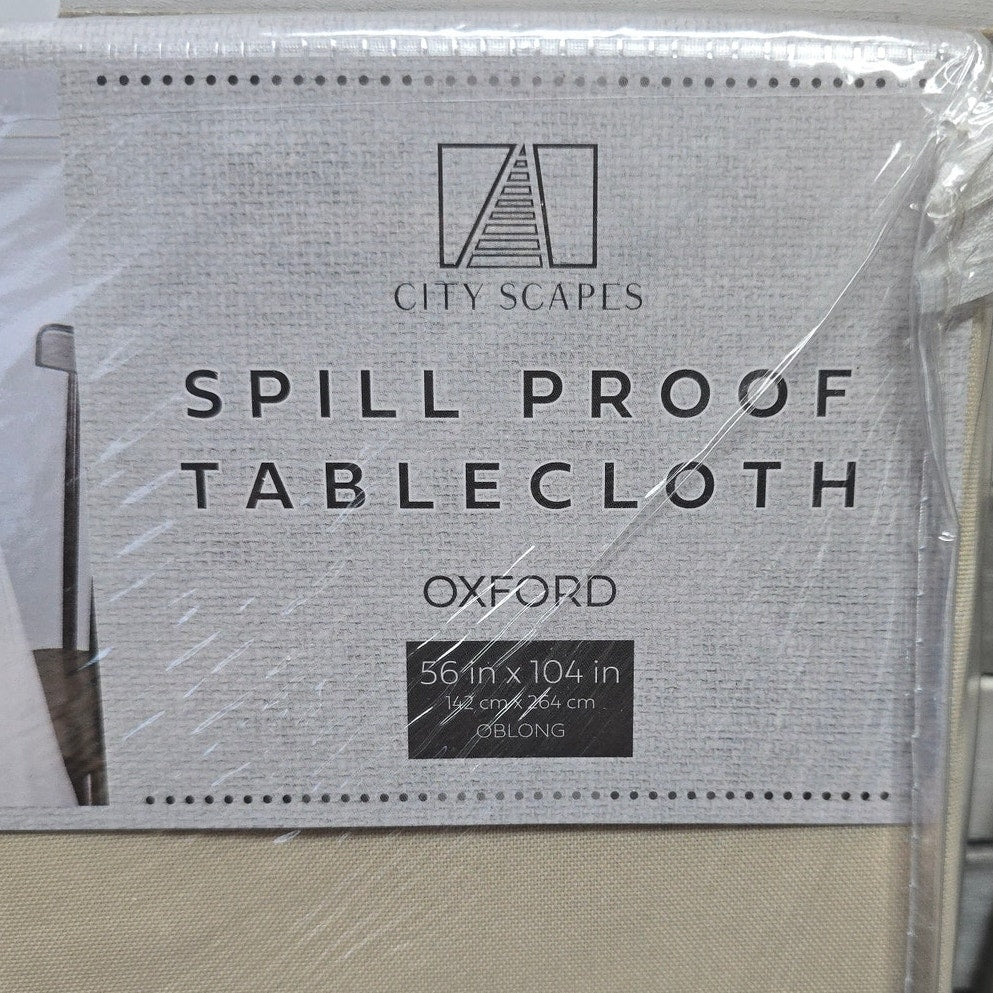 CITY SCAPES
SPILL PROOF
TABLECLOTH
OXFORD
56 in x 104 in
142 cm x 264 cm
OBLONG